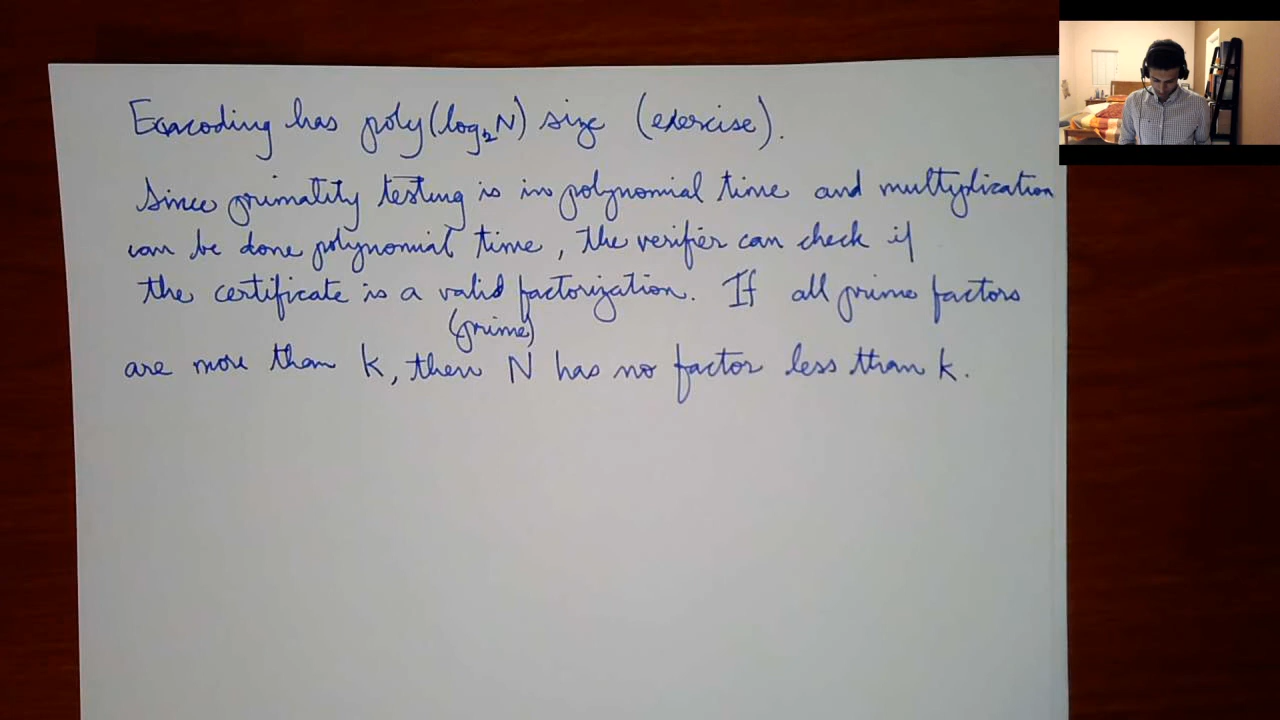 Encoding has poly(log₂N) size (exercise).
Since primality testing is in polynomial time and multiplication
can be done polynomial time, the verifier can check if
the certificate is a valid factorization. If all prime factors
(prime)
are more than k, then N has no factor less than k.